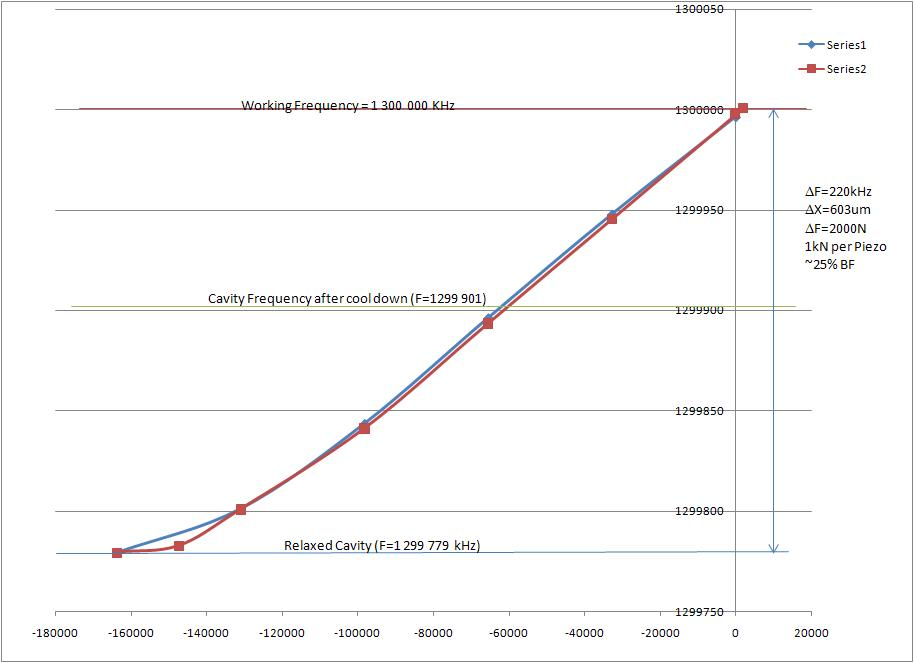 1300050
Series1
Series2
Working Frequency = 1 300 000 KHz
1300000
ΔF=220kHz
ΔX=603um
ΔF=2000N
1kN per Piezo
~25% BF
1299950
Cavity Frequency after cool down (F=1299 901)
1299900
1299850
1299800
Relaxed Cavity (F=1 299 779 kHz)
1299750
-180000 -160000 -140000 -120000 -100000 -80000 -60000 -40000 -20000 0 20000